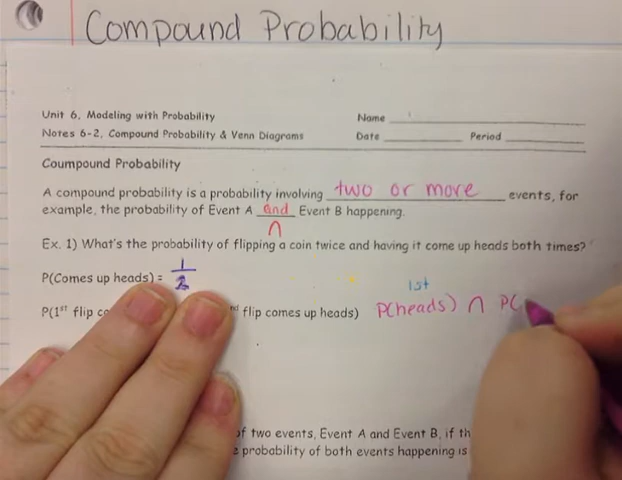 Compound Probability
Unit 6, Modeling with Probability Name
Notes 6-2, Compound Probability & Venn Diagrams Date Period
Coumpound Probability
A compound probability is a probability involving two or more events, for
example, the probability of Event A and Event B happening.
∩
Ex. 1) What's the probability of flipping a coin twice and having it come up heads both times?
P(Comes up heads) = 1/2
1st
P(1st flip flip comes up heads) P(heads) ∩ P(
of two events, Event A and Event B, if
probability of both events happening is